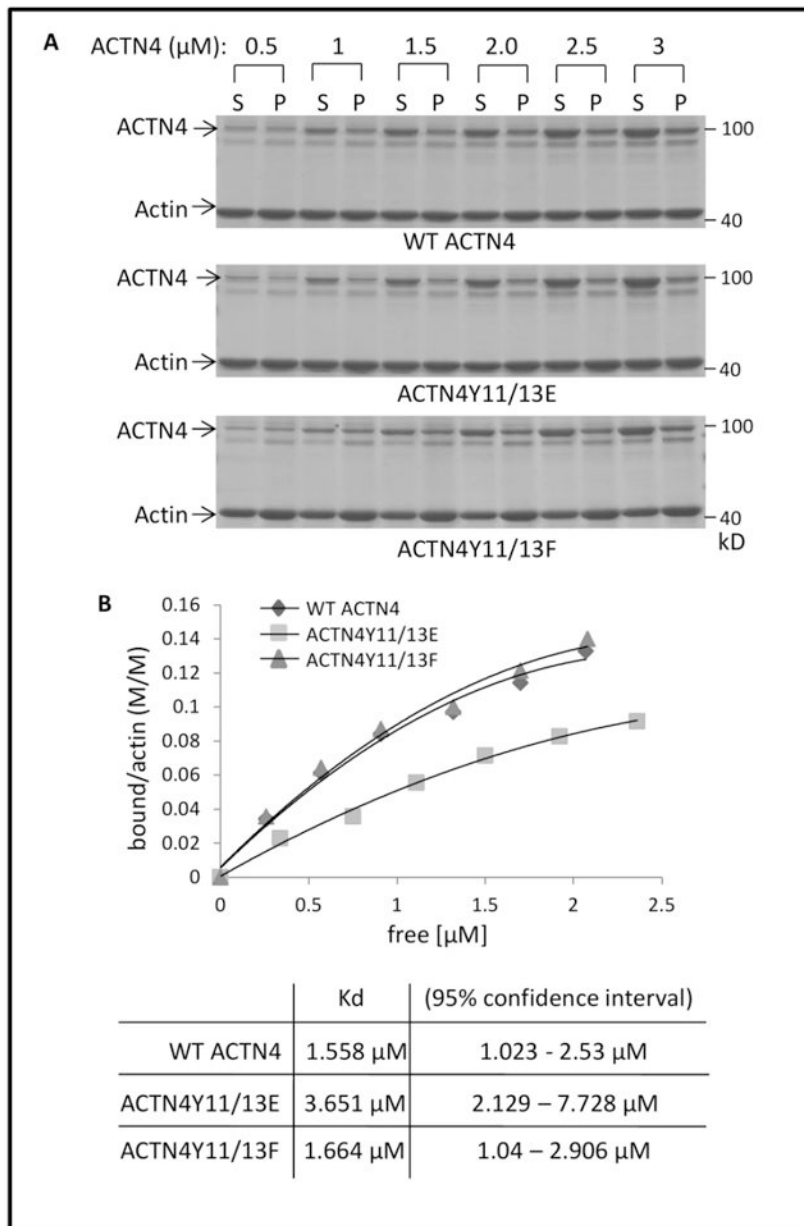 A ACTN4 (μM): 0.5 1 1.5 2.0 2.5 3
S P S P S P S P S P S P
ACTN4 100
Actin 40
WT ACTN4
ACTN4
100
Actin
40
ACTN4Y11/13E
ACTN4
100
Actin
40
ACTN4Y11/13F
kD
B
0.16
0.14
0.12
0.1
0.08
0.06
0.04
0.02
0
WT ACTN4
ACTN4Y11/13E
ACTN4Y11/13F
bound/actin (M/M)
0 0.5 1 1.5 2 2.5
free [μM]
Kd (95% confidence interval)
WT ACTN4 1.558 μM 1.023 - 2.53 μM
ACTN4Y11/13E 3.651 μM 2.129 – 7.728 μM
ACTN4Y11/13F 1.664 μM 1.04 – 2.906 μM